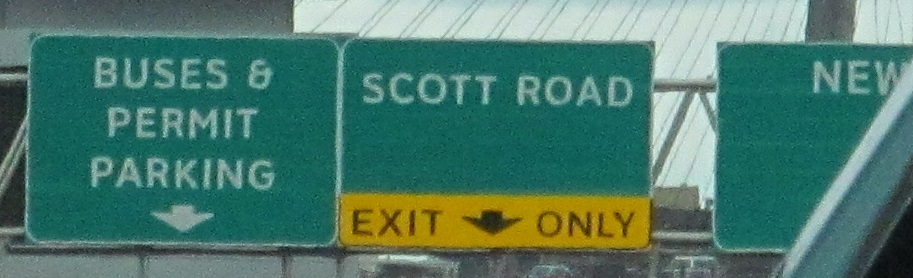 BUSES &
PERMIT
PARKING
SCOTT ROAD
EXIT ONLY
NEW